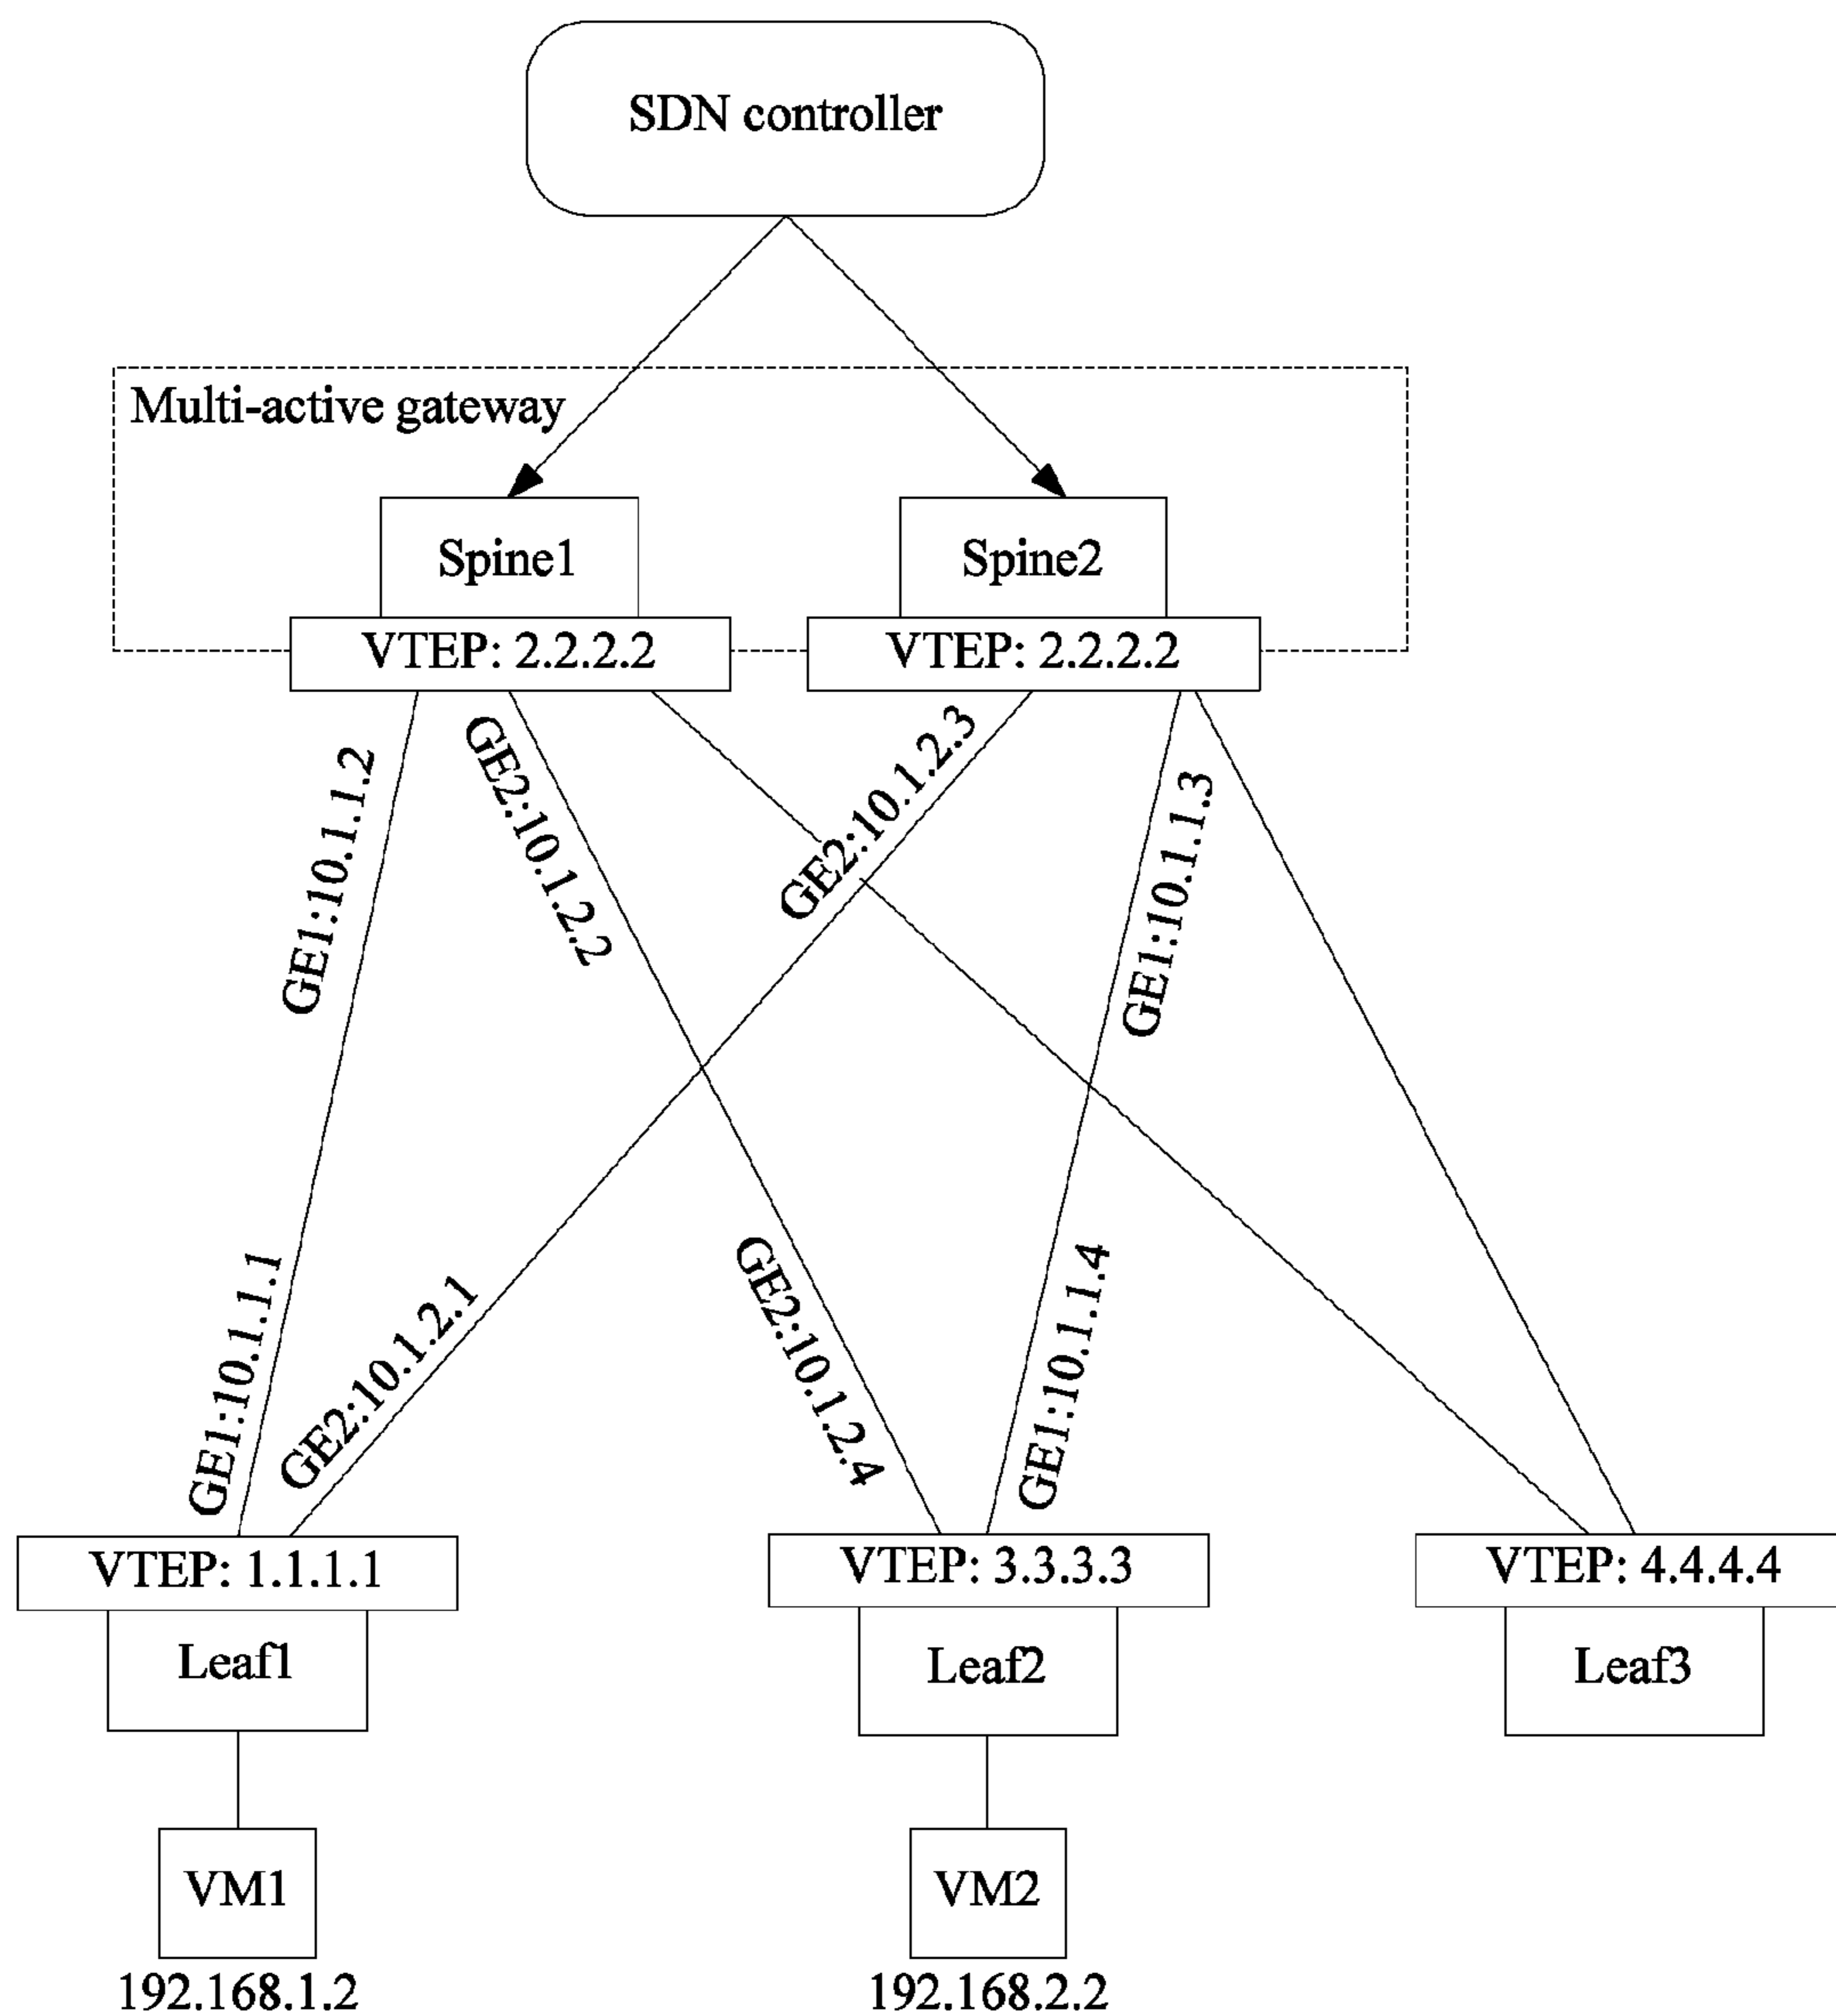 SDN controller
Multi-active gateway
Spine1
Spine2
VTEP: 2.2.2.2
VTEP: 2.2.2.2
GE1:10.1.1.2
GE2:10.1.2.2
GE2:10.1.2.3
GE1:10.1.1.3
GE1:10.1.1.1
GE2:10.1.2.1
GE2:10.1.2.4
GE1:10.1.1.4
VTEP: 1.1.1.1
VTEP: 3.3.3.3
VTEP: 4.4.4.4
Leaf1
Leaf2
Leaf3
VM1
VM2
192.168.1.2
192.168.2.2